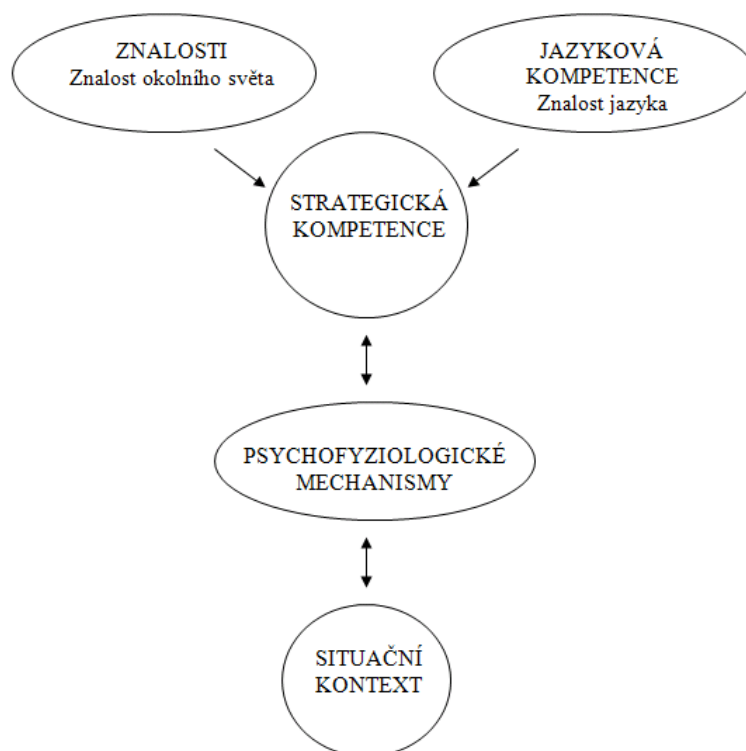 ZNALOSTI
Znalost okolního světa
JAZYKOVÁ
KOMPETENCE
Znalost jazyka
STRATEGICKÁ
KOMPETENCE
PSYCHOFYZIOLOGICKÉ
MECHANISMY
SITUAČNÍ
KONTEXT